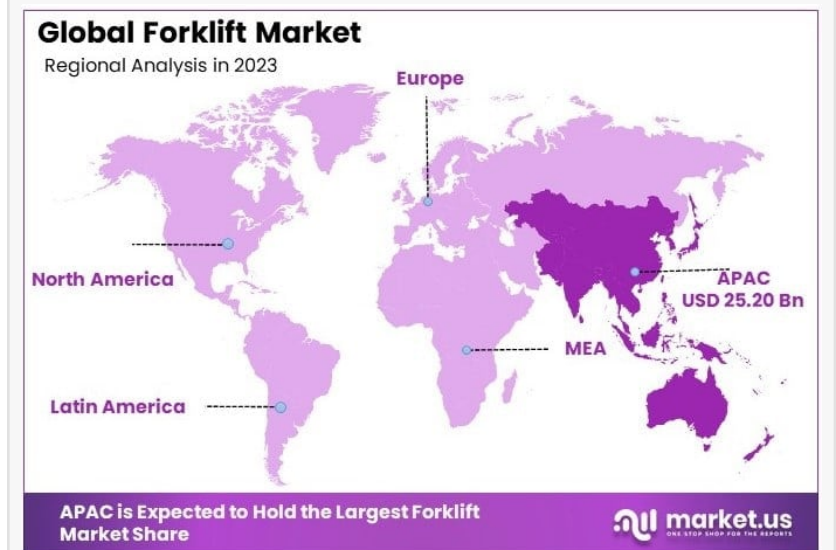 Global Forklift Market
Regional Analysis in 2023
Europe
North America
APAC
USD 25.20 Bn
MEA
Latin America
APAC is Expected to Hold the Largest Forklift
Market Share
market.us
ONE STOP SHOP FOR THE REPORTS